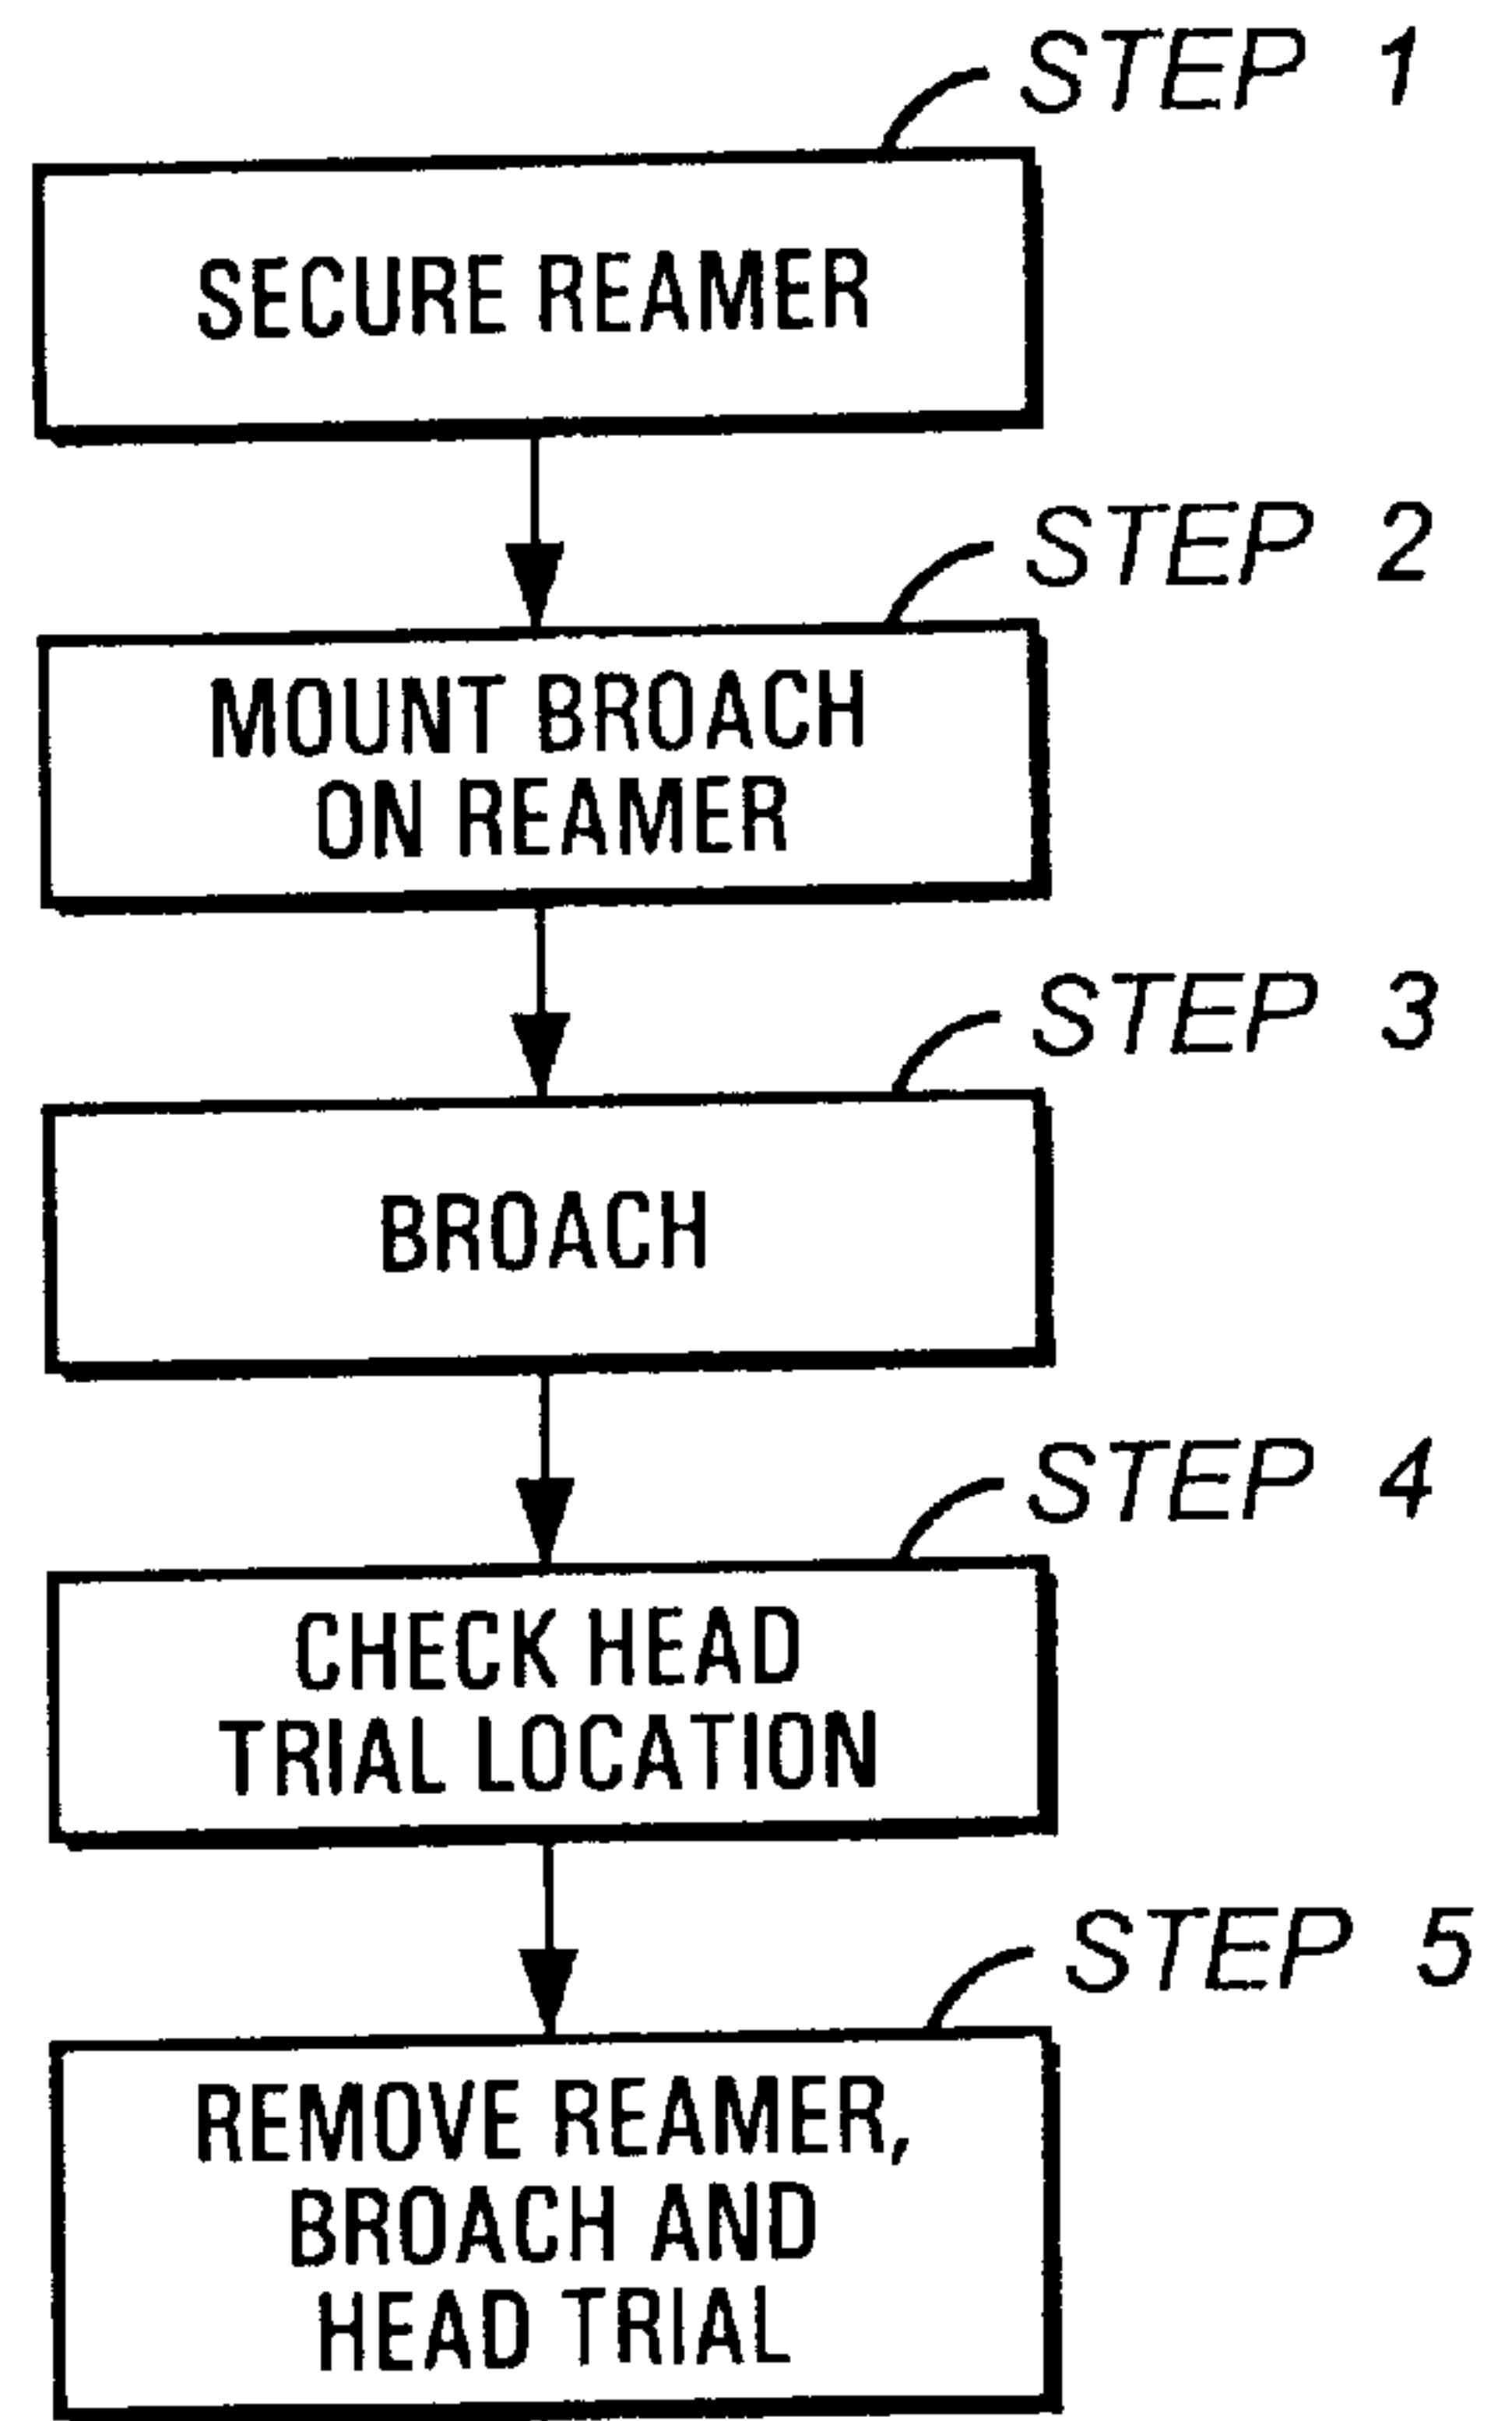 STEP 1
SECURE REAMER
STEP 2
MOUNT BROACH
ON REAMER
STEP 3
BROACH
STEP 4
CHECK HEAD
TRIAL LOCATION
STEP 5
REMOVE REAMER,
BROACH AND
HEAD TRIAL